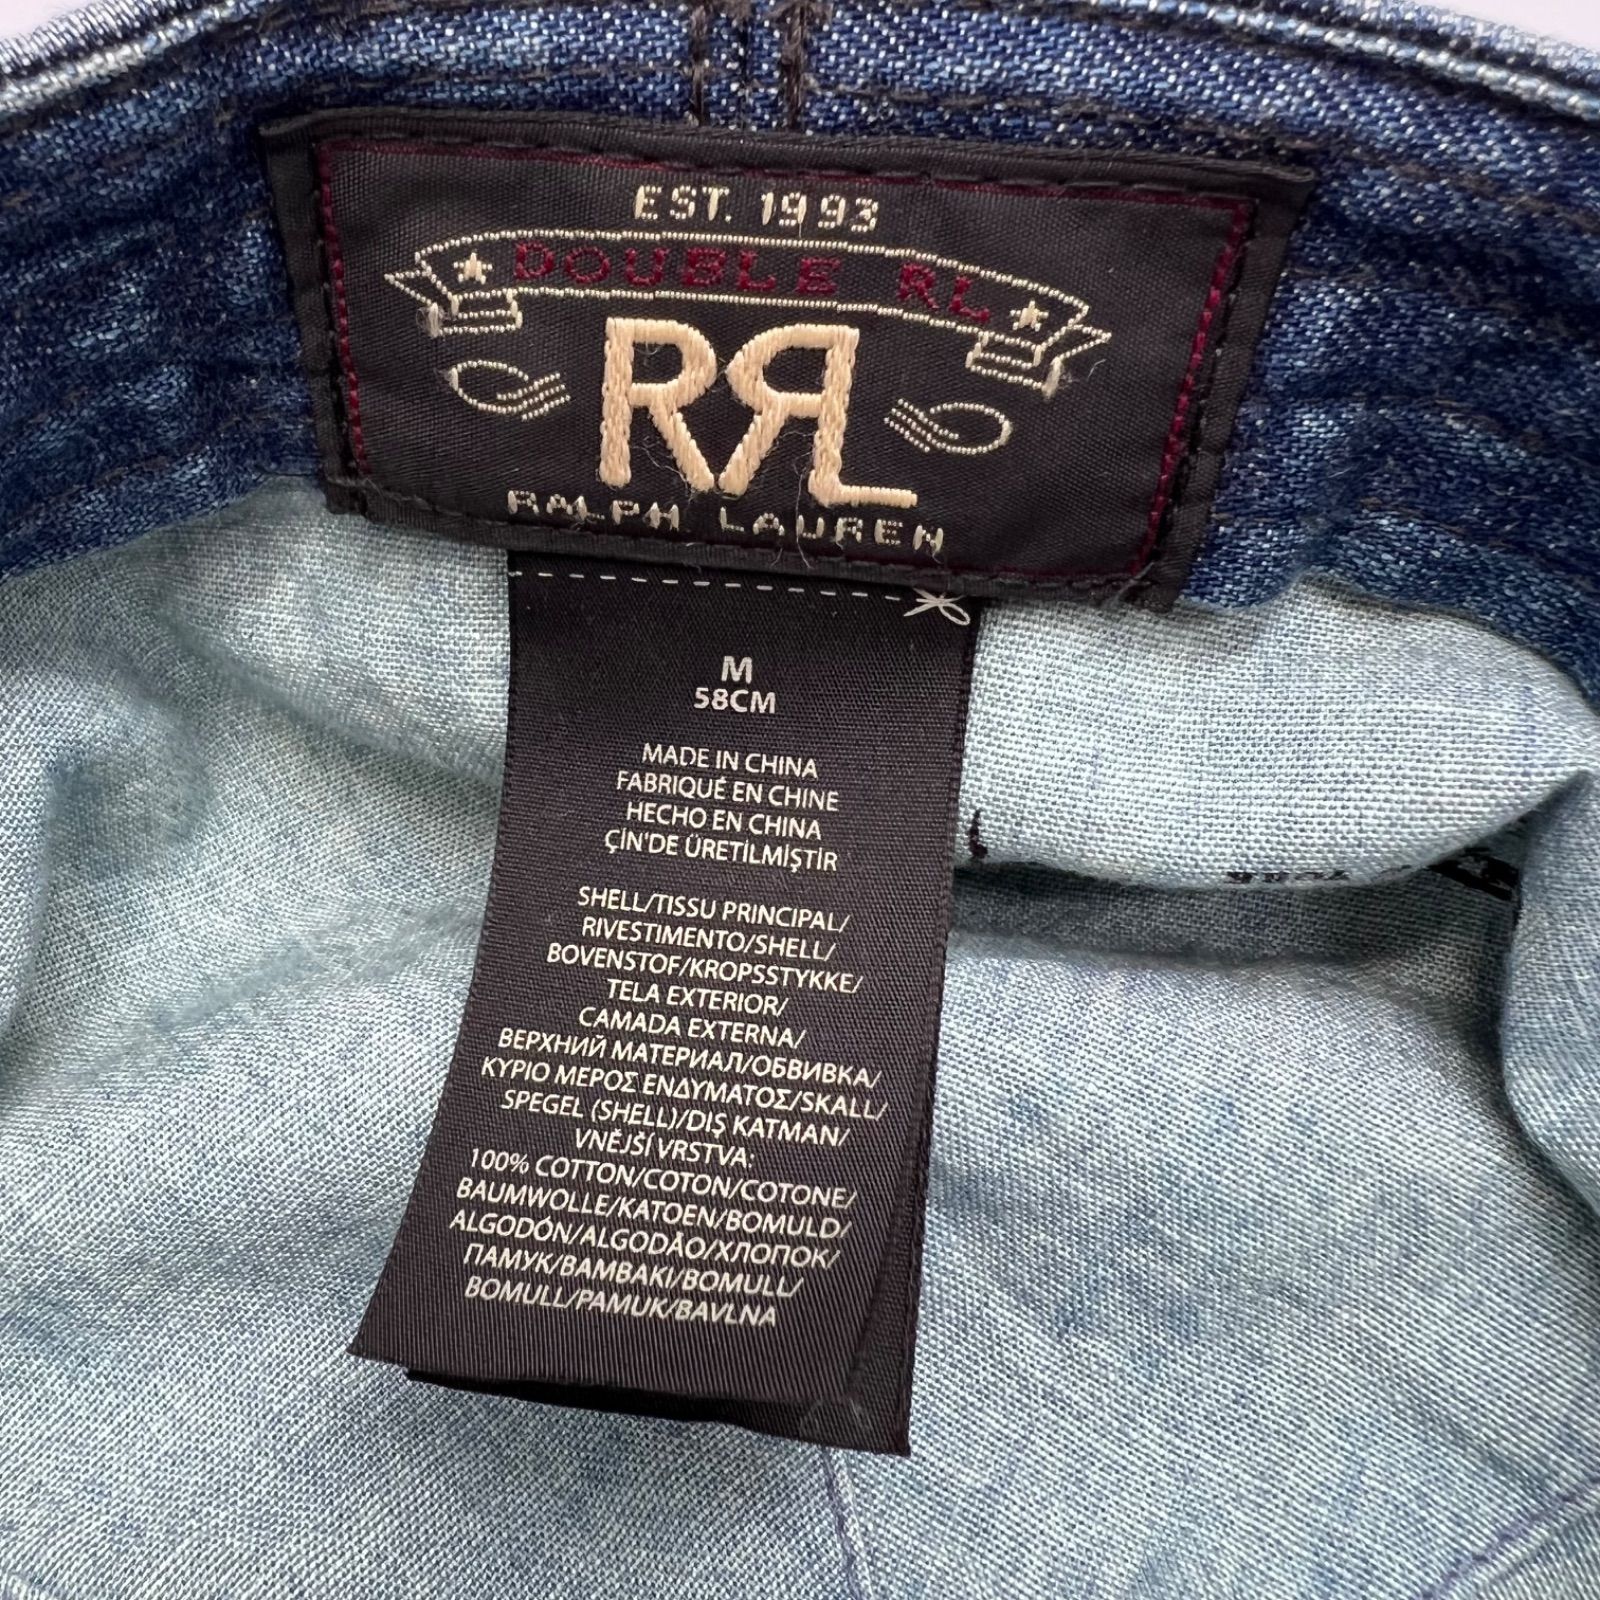 EST. 1993
DOUBLE RL
RRL
RALPH LAUREN
M
58CM
MADE IN CHINA
FABRIQUÉ EN CHINE
HECHO EN CHINA
ÇİN'DE ÜRETİLMİŞTİR
SHELL/TISSU PRINCIPAL/
RIVESTIMENTO/SHELL/
BOVENSTOF/KROPSSTYKKE/
TELA EXTERIOR/
CAMADA EXTERNA/
ВЕРХНИЙ МАТЕРИАЛ/ОБВИВКА/
ΚΥΡΙΟ ΜΕΡΟΣ ΕΝΔΥΜΑΤΟΣ/SKALL/
SPEGEL (SHELL)/DIŞ KATMAN/
VNĚJŠÍ VRSTVA:
100% COTTON/COTON/COTONE/
BAUMWOLLE/KATOEN/BOMULD/
ALGODÓN/ALGODÃO/ХЛОПОК/
ПАМУК/ΒΑΜΒΑΚΙ/BOMULL/
BOMULL/PAMUK/BAVLNA